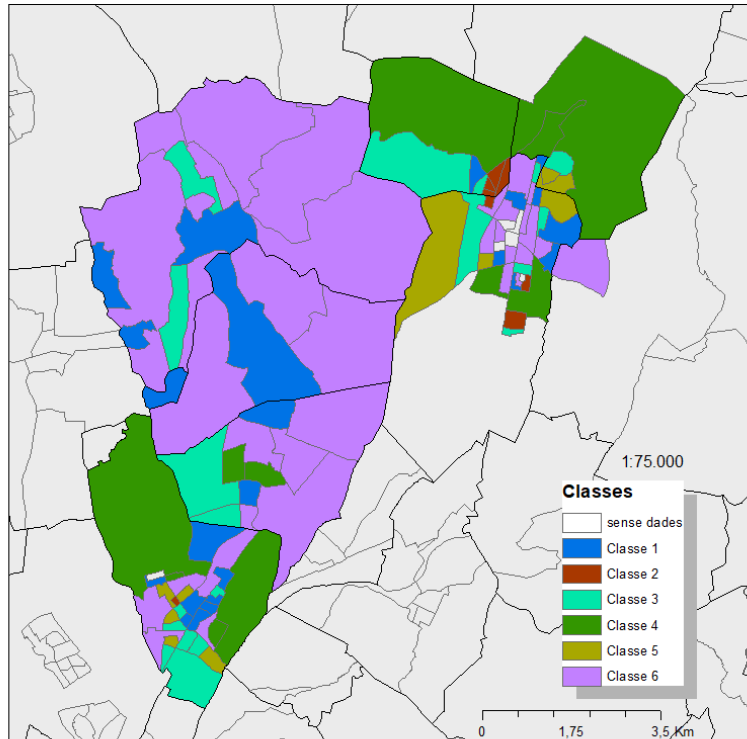 1:75.000
Classes
sense dades
Classe 1
Classe 2
Classe 3
Classe 4
Classe 5
Classe 6
0 1,75 3,5 Km